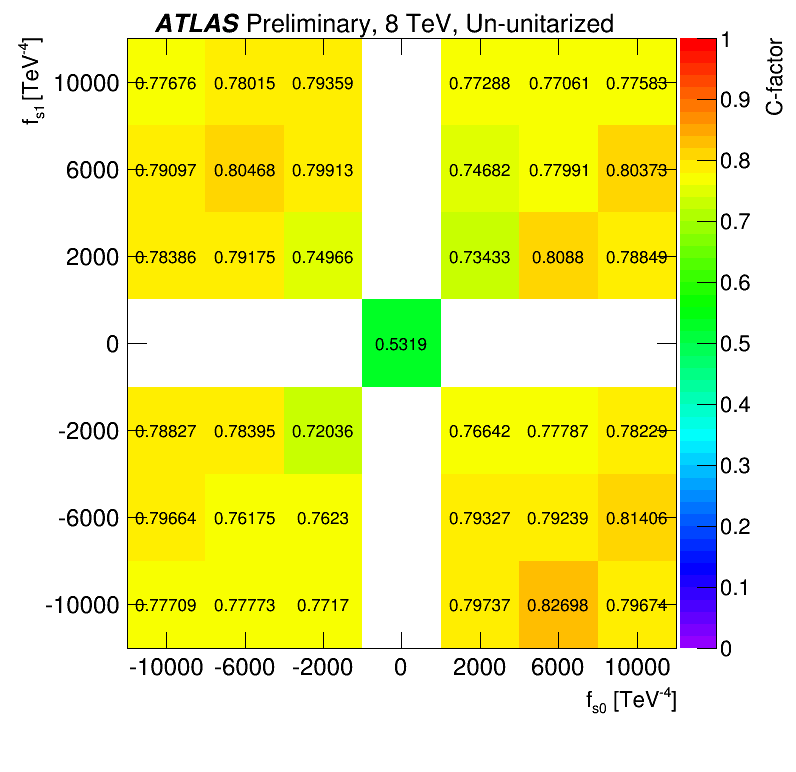 ATLAS Preliminary, 8 TeV, Un-unitarized
f_s1 [TeV^-4]
C-factor
10000 0.77676 0.78015 0.79359 0.77288 0.77061 0.77583 1
0.9
6000 0.79097 0.80468 0.79913 0.74682 0.77991 0.80373 0.8
0.7
2000 0.78386 0.79175 0.74966 0.73433 0.8088 0.78849
0.6
0 0.5319 0.5
0.4
-2000 0.78827 0.78395 0.72036 0.76642 0.77787 0.78229
0.3
-6000 0.79664 0.76175 0.7623 0.79327 0.79239 0.81406
0.2
0.1
-10000 0.77709 0.77773 0.7717 0.79737 0.82698 0.79674
0
-10000 -6000 -2000 0 2000 6000 10000
f_s0 [TeV^-4]